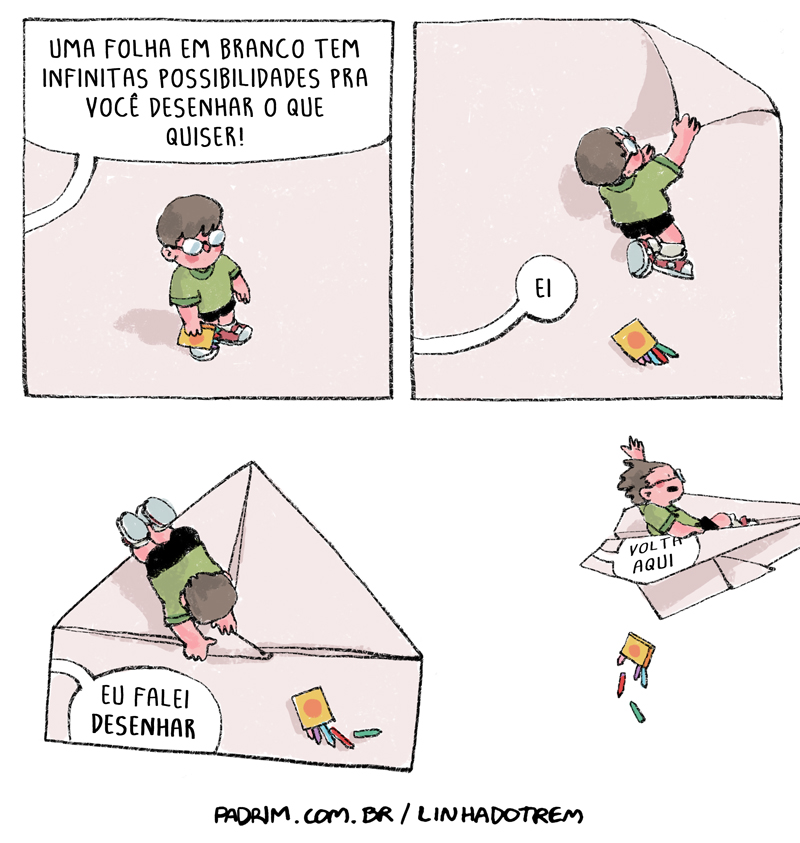 UMA FOLHA EM BRANCO TEM
INFINITAS POSSIBILIDADES PRA
VOCÊ DESENHAR O QUE
QUISER!
EI
EU FALEI
DESENHAR
VOLTA
AQUI
PADRIM.COM.BR/LINHADOTREM